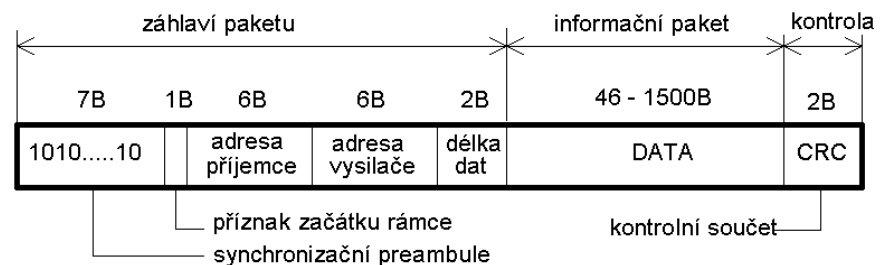 záhlaví paketu informační paket kontrola
7B 1B 6B 6B 2B 46 - 1500B 2B
1010.....10 adresa příjemce adresa vysilače délka dat DATA CRC
příznak začátku rámce kontrolní součet
synchronizační preambule